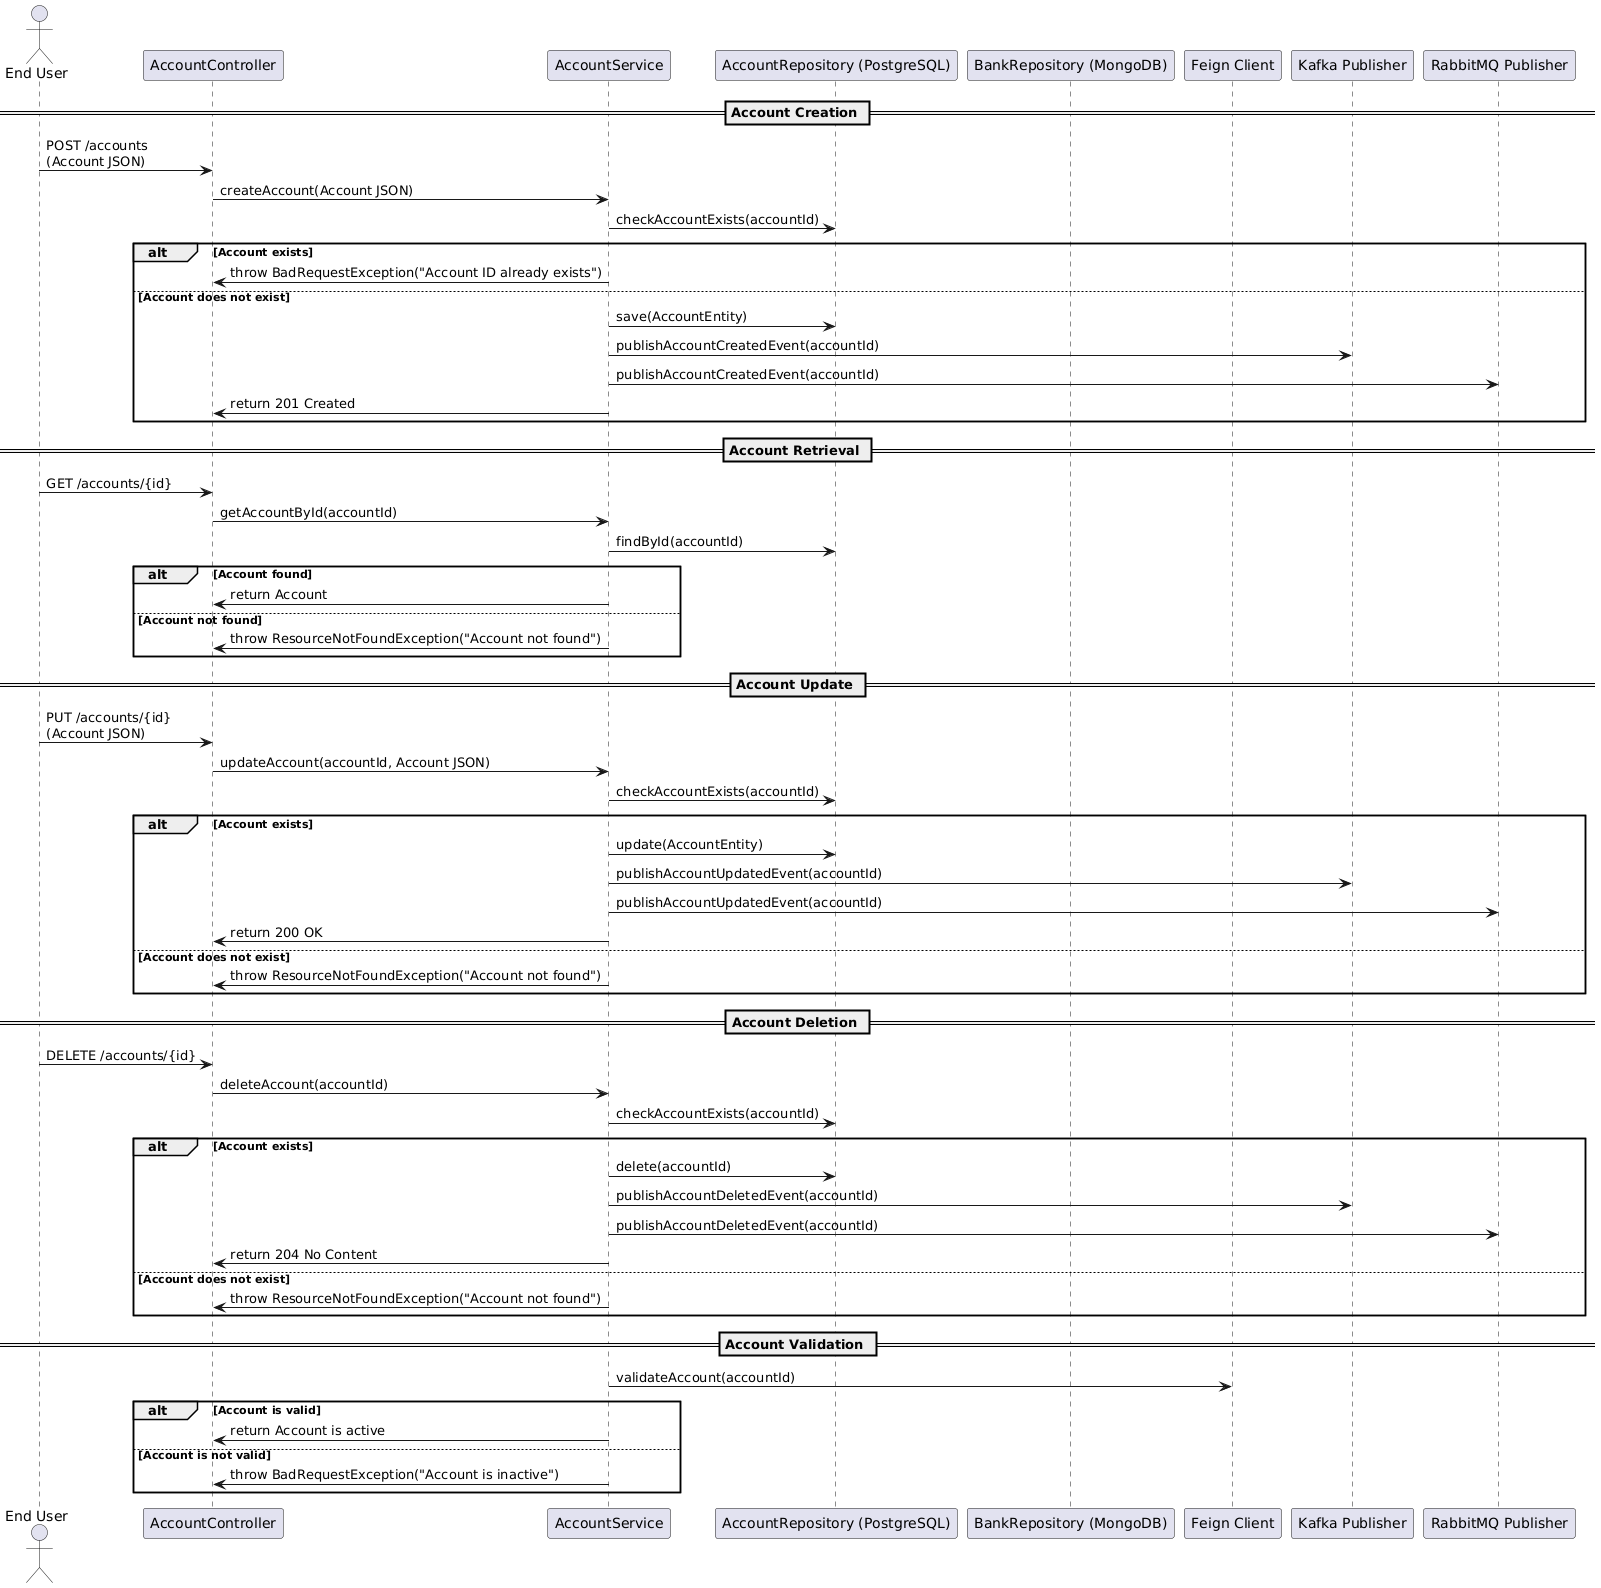 End User
AccountController
AccountService
AccountRepository (PostgreSQL)
BankRepository (MongoDB)
Feign Client
Kafka Publisher
RabbitMQ Publisher
Account Creation
POST /accounts
(Account JSON)
createAccount(Account JSON)
checkAccountExists(accountId)
alt
[Account exists]
throw BadRequestException("Account ID already exists")
[Account does not exist]
save(AccountEntity)
publishAccountCreatedEvent(accountId)
publishAccountCreatedEvent(accountId)
return 201 Created
Account Retrieval
GET /accounts/{id}
getAccountById(accountId)
findById(accountId)
alt
[Account found]
return Account
[Account not found]
throw ResourceNotFoundException("Account not found")
Account Update
PUT /accounts/{id}
(Account JSON)
updateAccount(accountId, Account JSON)
checkAccountExists(accountId)
alt
[Account exists]
update(AccountEntity)
publishAccountUpdatedEvent(accountId)
publishAccountUpdatedEvent(accountId)
return 200 OK
[Account does not exist]
throw ResourceNotFoundException("Account not found")
Account Deletion
DELETE /accounts/{id}
deleteAccount(accountId)
checkAccountExists(accountId)
alt
[Account exists]
delete(accountId)
publishAccountDeletedEvent(accountId)
publishAccountDeletedEvent(accountId)
return 204 No Content
[Account does not exist]
throw ResourceNotFoundException("Account not found")
Account Validation
validateAccount(accountId)
alt
[Account is valid]
return Account is active
[Account is not valid]
throw BadRequestException("Account is inactive")
End User
AccountController
AccountService
AccountRepository (PostgreSQL)
BankRepository (MongoDB)
Feign Client
Kafka Publisher
RabbitMQ Publisher